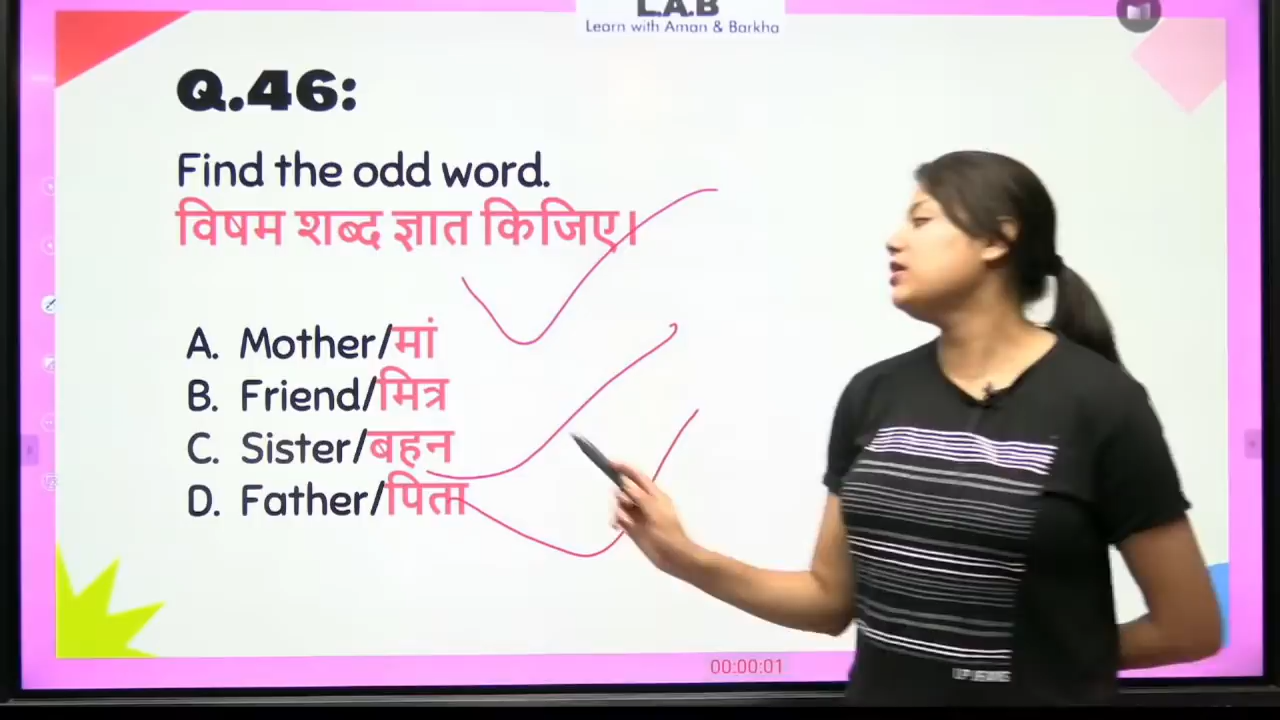 L.A.B
Learn with Aman & Barkha
Q.46:
Find the odd word.
विषम शब्द ज्ञात किजिए।
A. Mother/मां
B. Friend/मित्र
C. Sister/बहन
D. Father/पिता
00:00:01